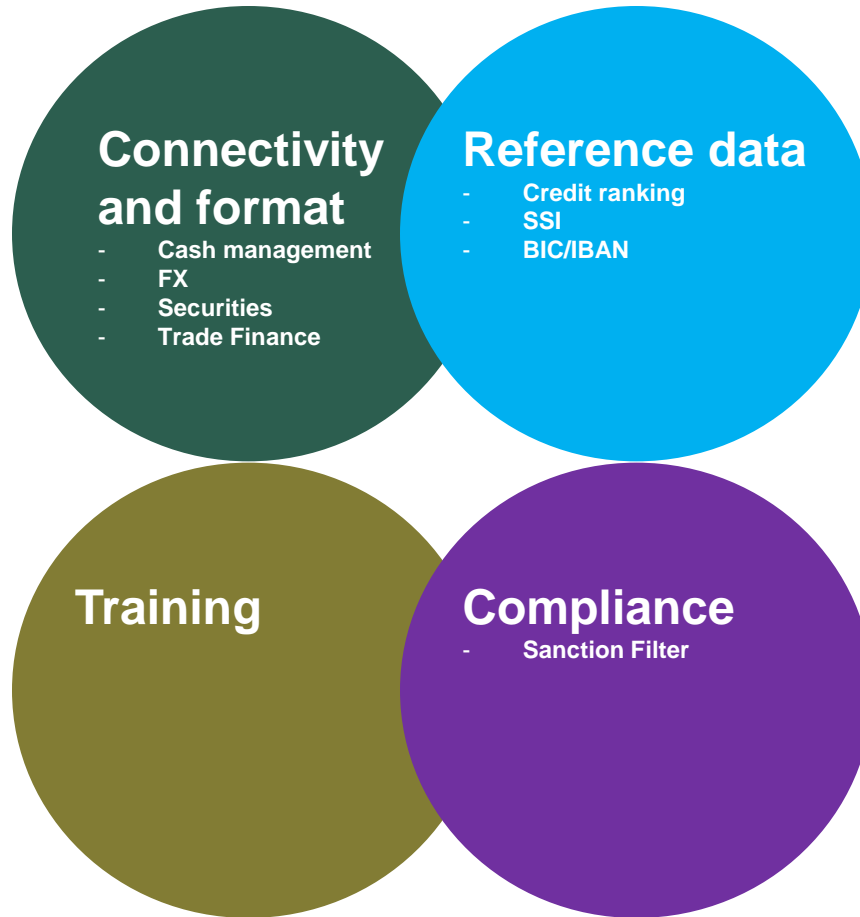 Connectivity
and format
- Cash management
- FX
- Securities
- Trade Finance
Reference data
- Credit ranking
- SSI
- BIC/IBAN
Training
Compliance
- Sanction Filter